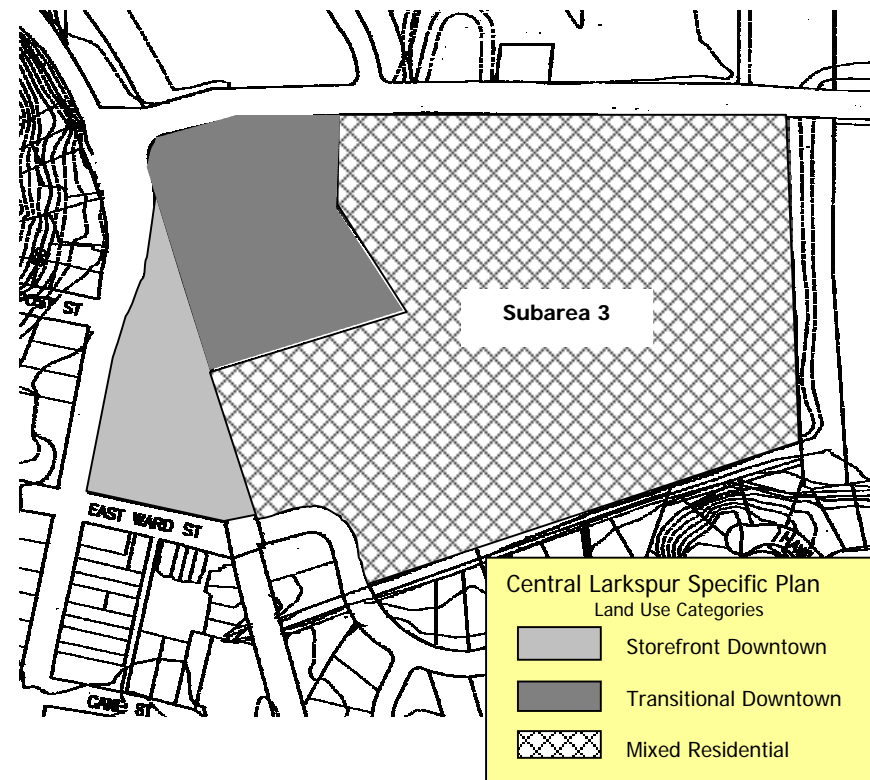 Subarea 3
EAST WARD ST
ST
CANE ST
Central Larkspur Specific Plan
Land Use Categories
Storefront Downtown
Transitional Downtown
Mixed Residential